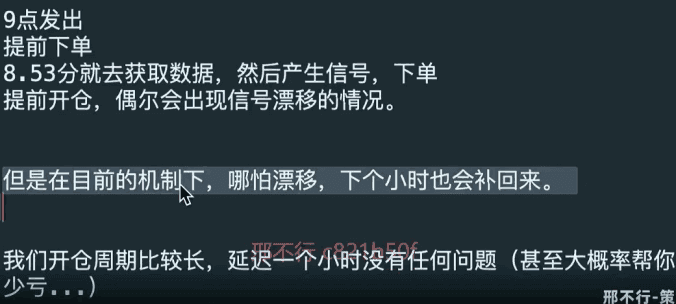 9点发出
提前下单
8.53分就去获取数据，然后产生信号，下单
提前开仓，偶尔会出现信号漂移的情况。
但是在目前的机制下，哪怕漂移，下个小时也会补回来。
邢不行 c821b50f
我们开仓周期比较长，延迟一个小时没有任何问题（甚至大概率帮你
少亏...）
邢不行-策